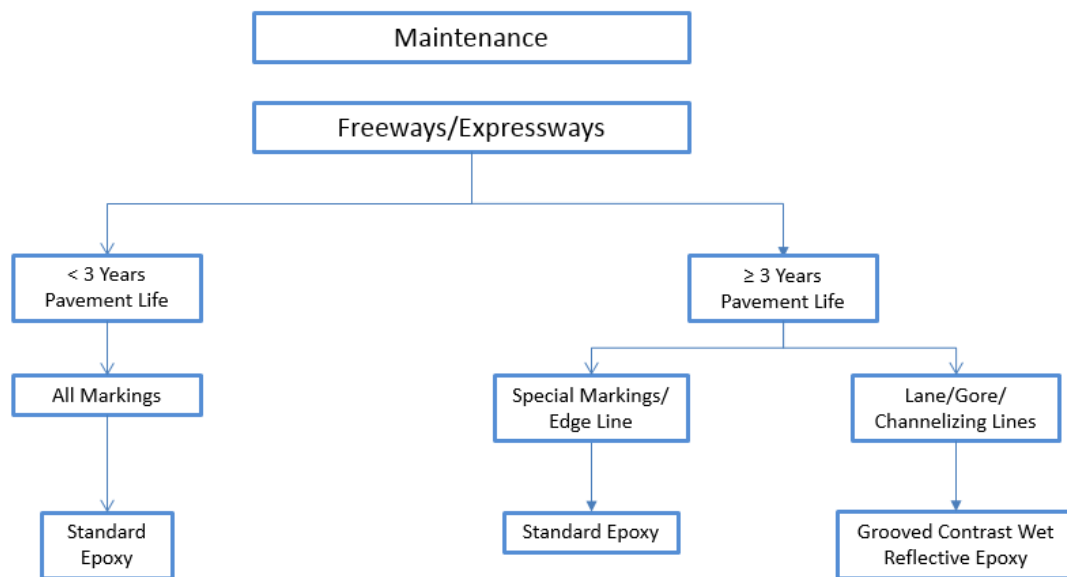 Maintenance
Freeways/Expressways
< 3 Years
Pavement Life
≥ 3 Years
Pavement Life
All Markings
Special Markings/
Edge Line
Lane/Gore/
Channelizing Lines
Standard
Epoxy
Standard Epoxy
Grooved Contrast Wet
Reflective Epoxy